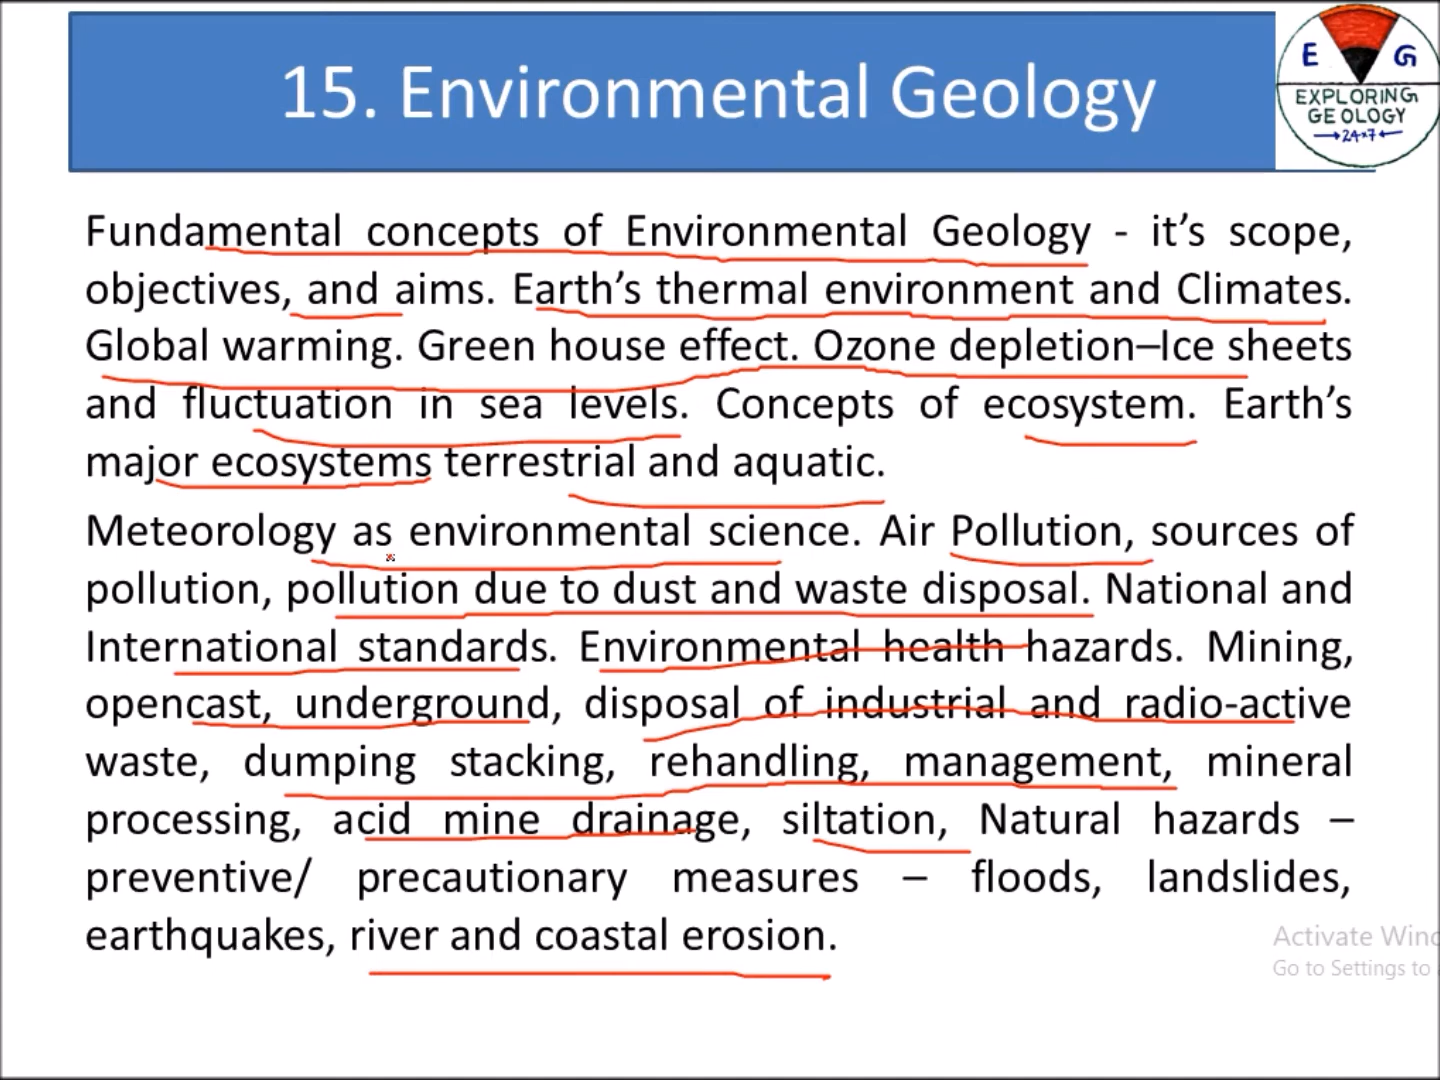 15. Environmental Geology
E G
EXPLORING
GEOLOGY
24x7
Fundamental concepts of Environmental Geology - it's scope,
objectives, and aims. Earth's thermal environment and Climates.
Global warming. Green house effect. Ozone depletion–Ice sheets
and fluctuation in sea levels. Concepts of ecosystem. Earth's
major ecosystems terrestrial and aquatic.
Meteorology as environmental science. Air Pollution, sources of
pollution, pollution due to dust and waste disposal. National and
International standards. Environmental health hazards. Mining,
opencast, underground, disposal of industrial and radio-active
waste, dumping stacking, rehandling, management, mineral
processing, acid mine drainage, siltation, Natural hazards –
preventive/ precautionary measures – floods, landslides,
earthquakes, river and coastal erosion.
Activate Wind
Go to Settings to